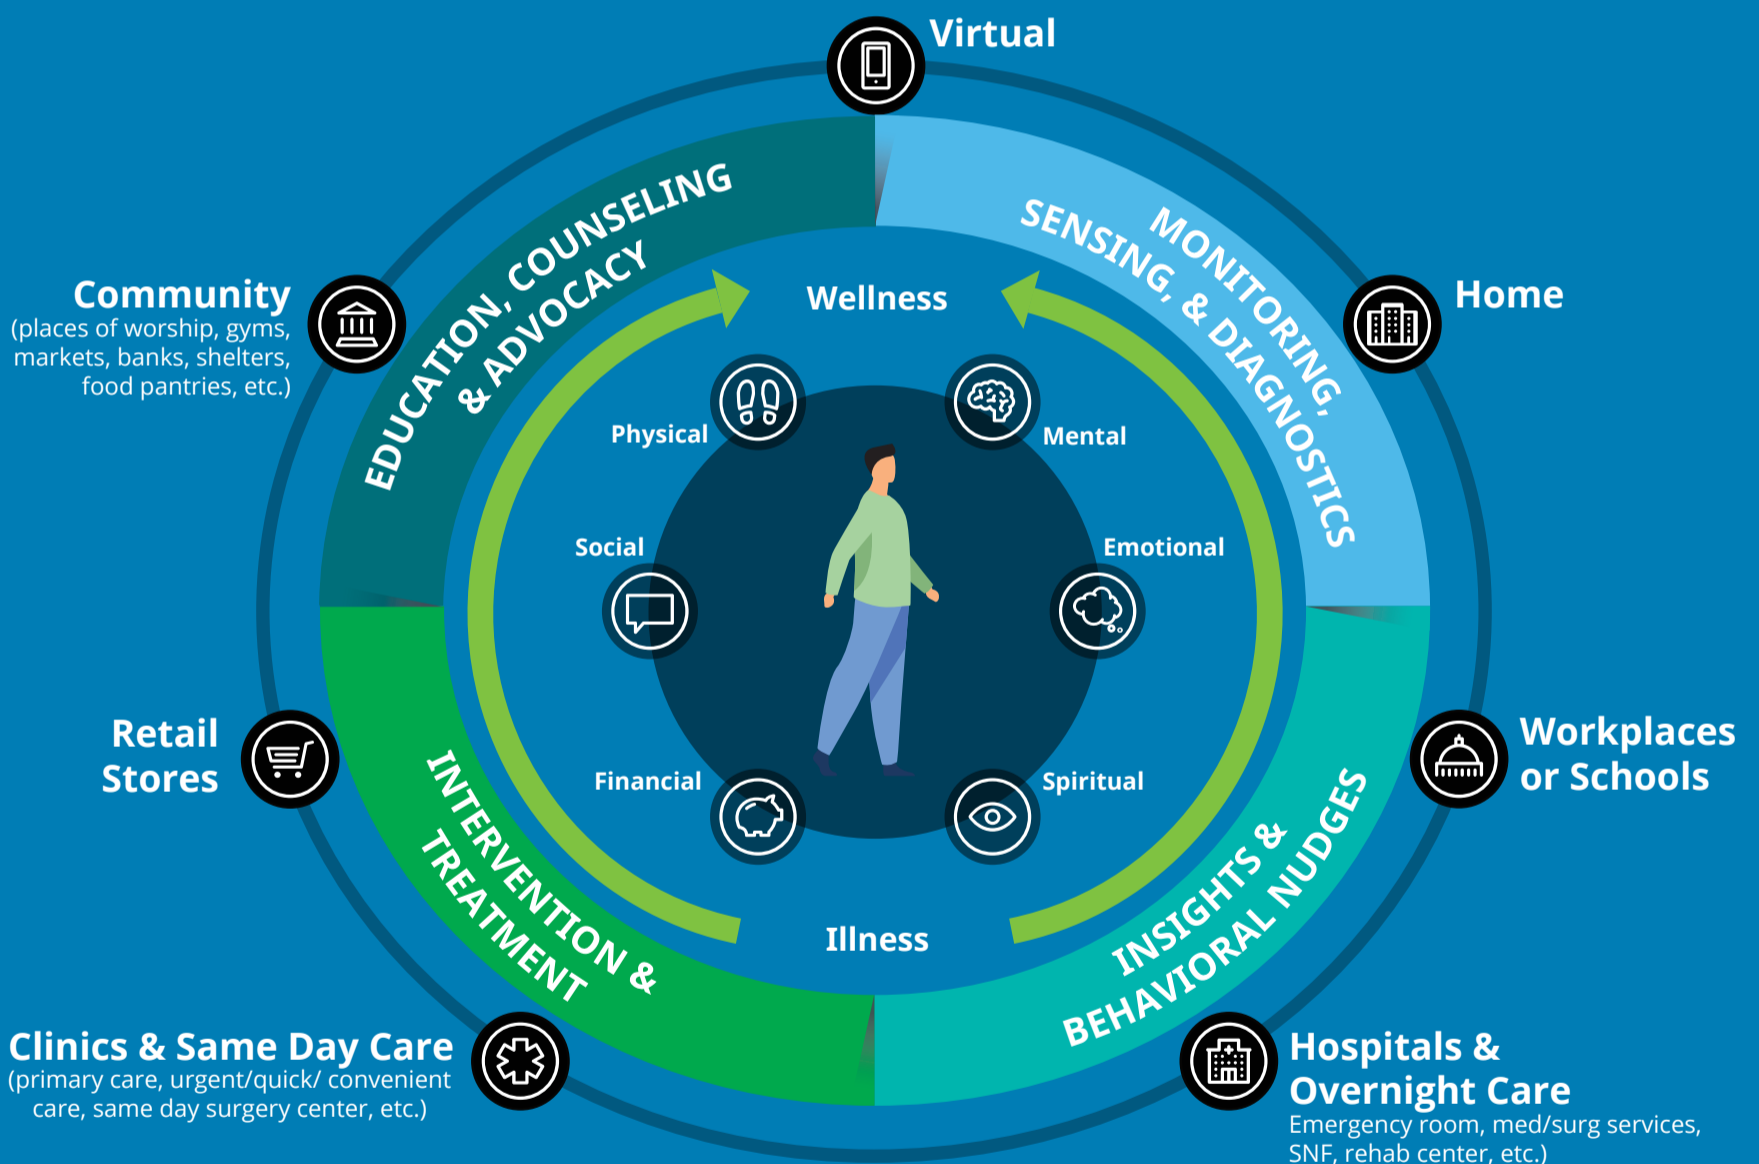 Virtual
EDUCATION, COUNSELING
& ADVOCACY
MONITORING,
SENSING, & DIAGNOSTICS
Community
(places of worship, gyms,
markets, banks, shelters,
food pantries, etc.)
Home
Wellness
Physical
Mental
Social
Emotional
Financial
Spiritual
Illness
Retail
Stores
Workplaces
or Schools
INTERVENTION &
TREATMENT
INSIGHTS &
BEHAVIORAL NUDGES
Clinics & Same Day Care
(primary care, urgent/quick/ convenient
care, same day surgery center, etc.)
Hospitals &
Overnight Care
Emergency room, med/surg services,
SNF, rehab center, etc.)